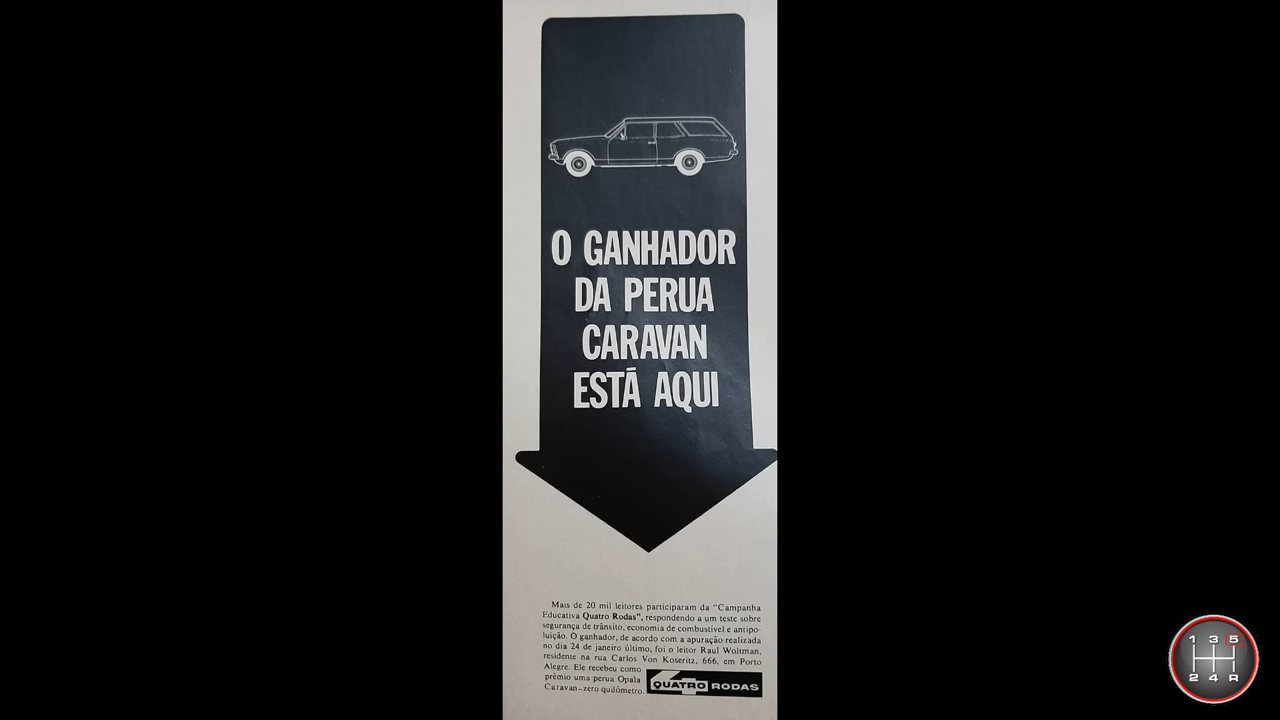 O GANHADOR
DA PERUA
CARAVAN
ESTÁ AQUI
Mais de 20 mil leitores participaram da "Campanha
Educativa Quatro Rodas", respondendo a um teste sobre
segurança de trânsito, economia de combustível e antipo-
luição. O ganhador, de acordo com a apuração realizada
no dia 24 de janeiro último, foi o leitor Raul Woltman,
residente na rua Carlos Von Koseritz, 666, em Porto
Alegre. Ele recebeu como
prêmio uma perua Opala
Caravan-zero quilômetro.
QUATRO RODAS
1 3 5
2 4 R